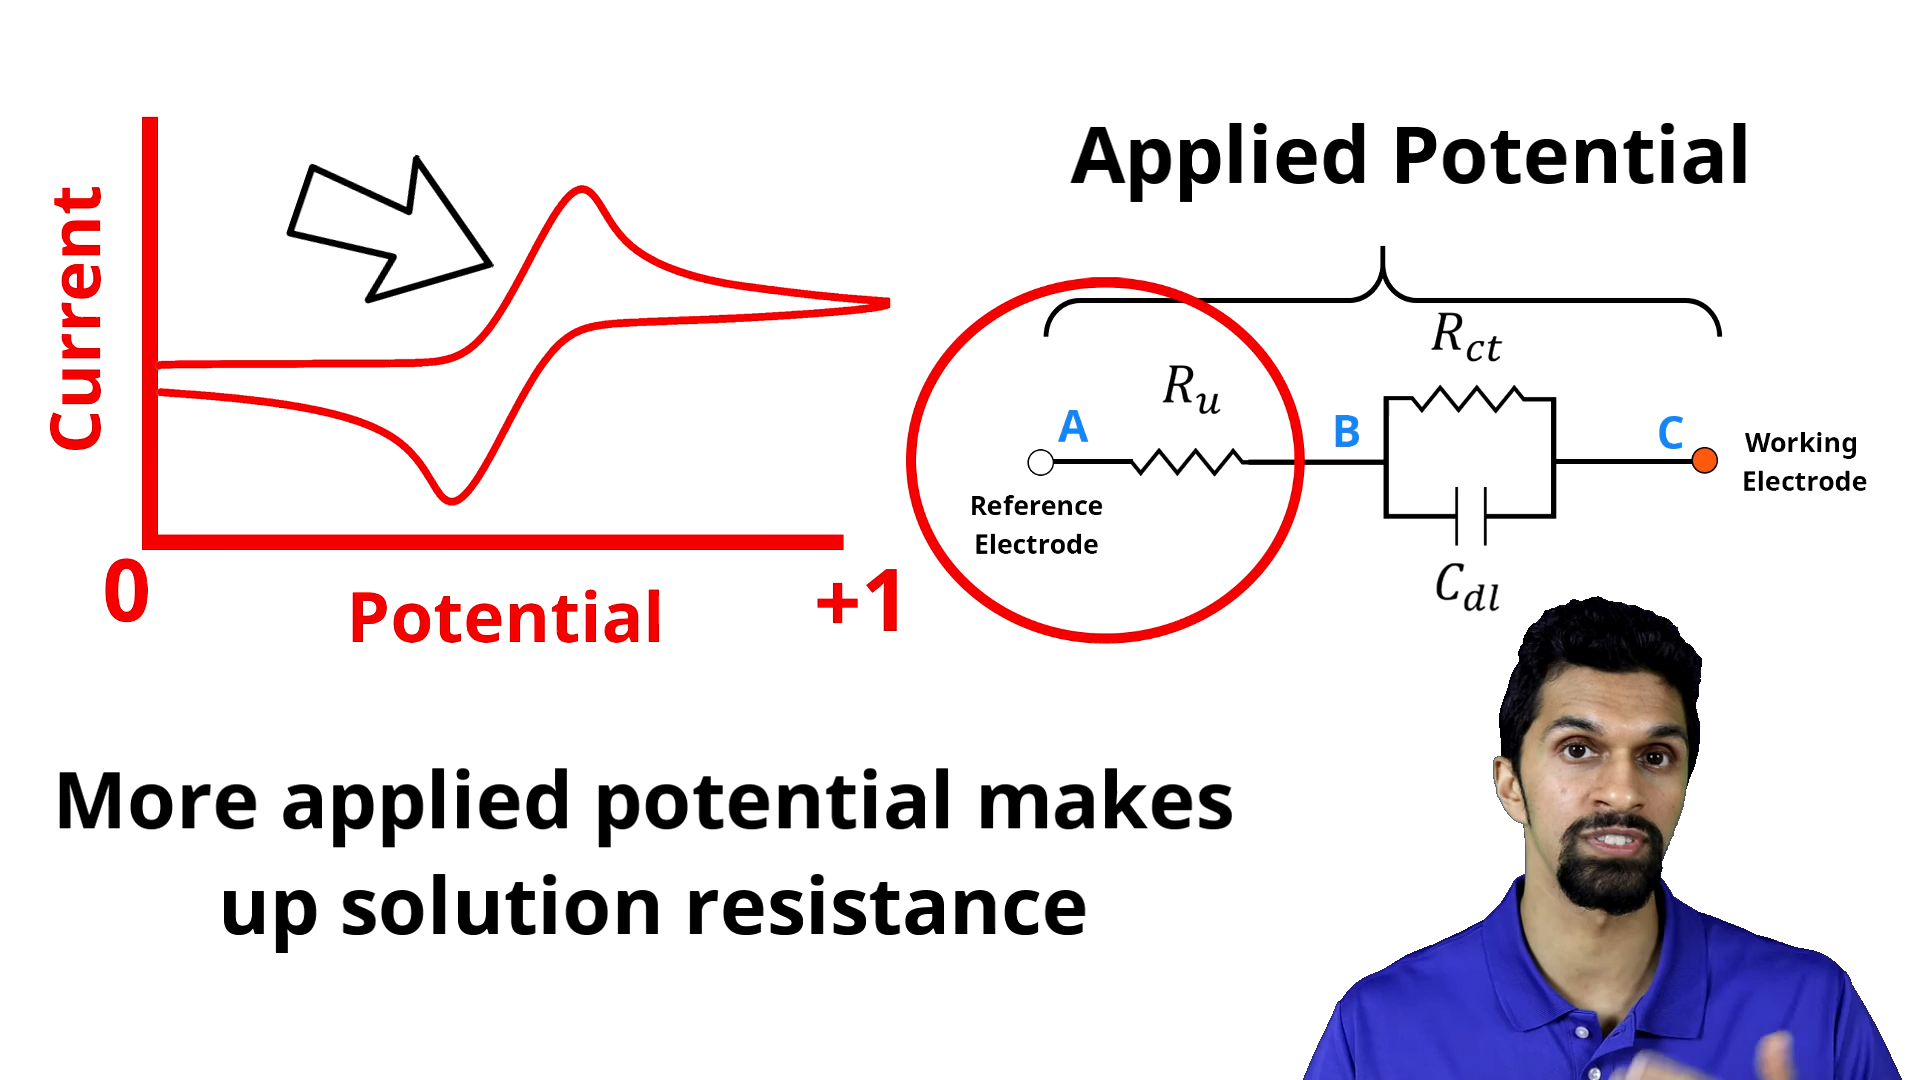 Current
0
Potential
+1
Applied Potential
R_ct
R_u
A
B
C
Working
Electrode
Reference
Electrode
C_dl
More applied potential makes
up solution resistance